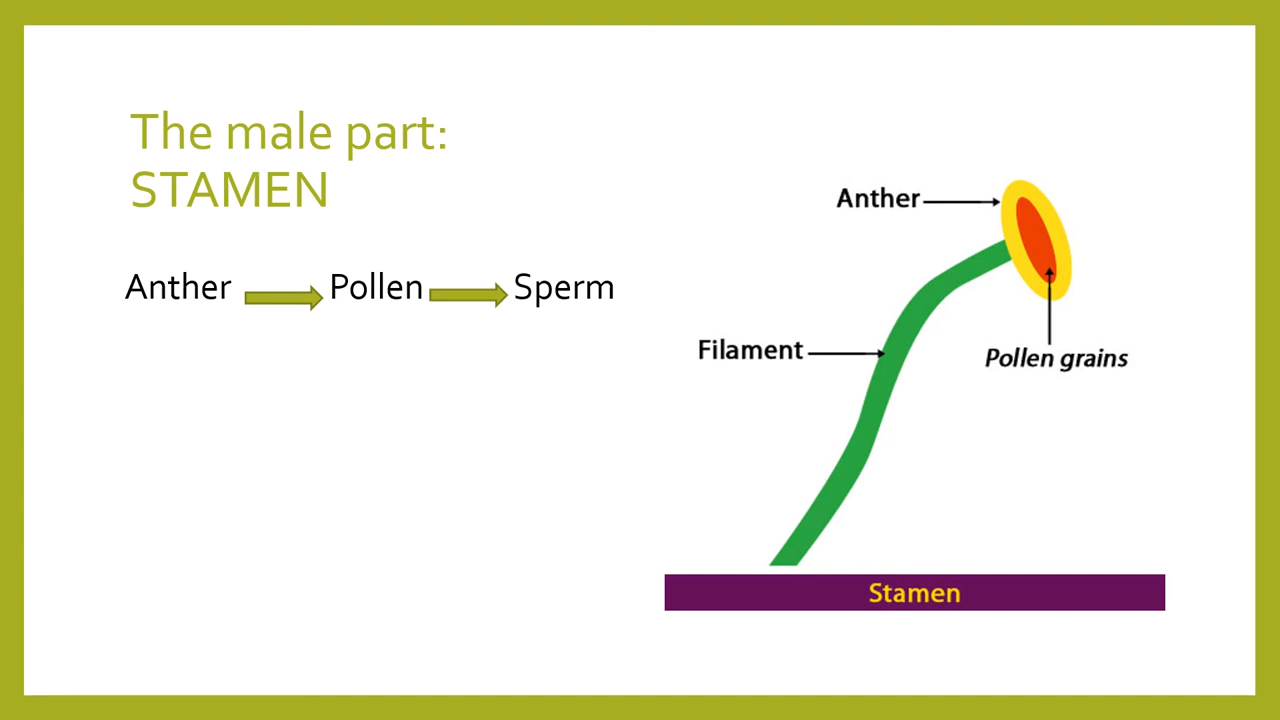 The male part:
STAMEN
Anther Pollen Sperm
Anther
Filament
Pollen grains
Stamen